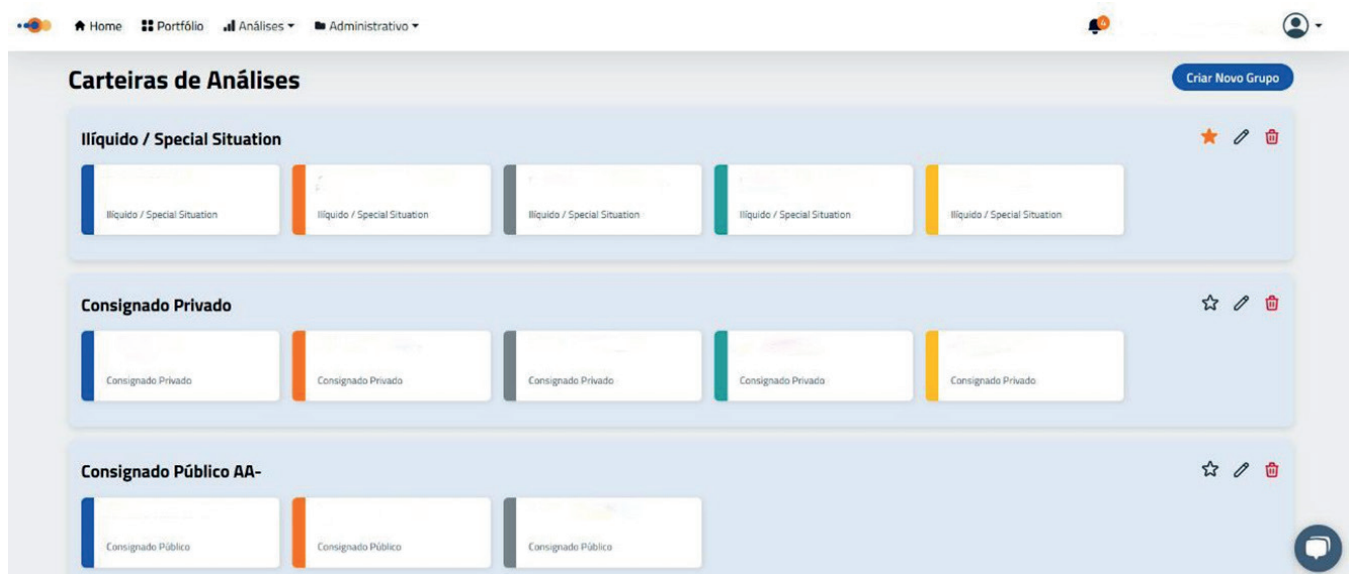 Home Portfólio Análises Administrativo 4
Carteiras de Análises Criar Novo Grupo
Ilíquido / Special Situation
Ilíquido / Special Situation Ilíquido / Special Situation Ilíquido / Special Situation Ilíquido / Special Situation Ilíquido / Special Situation
Consignado Privado
Consignado Privado Consignado Privado Consignado Privado Consignado Privado Consignado Privado
Consignado Público AA-
Consignado Público Consignado Público Consignado Público